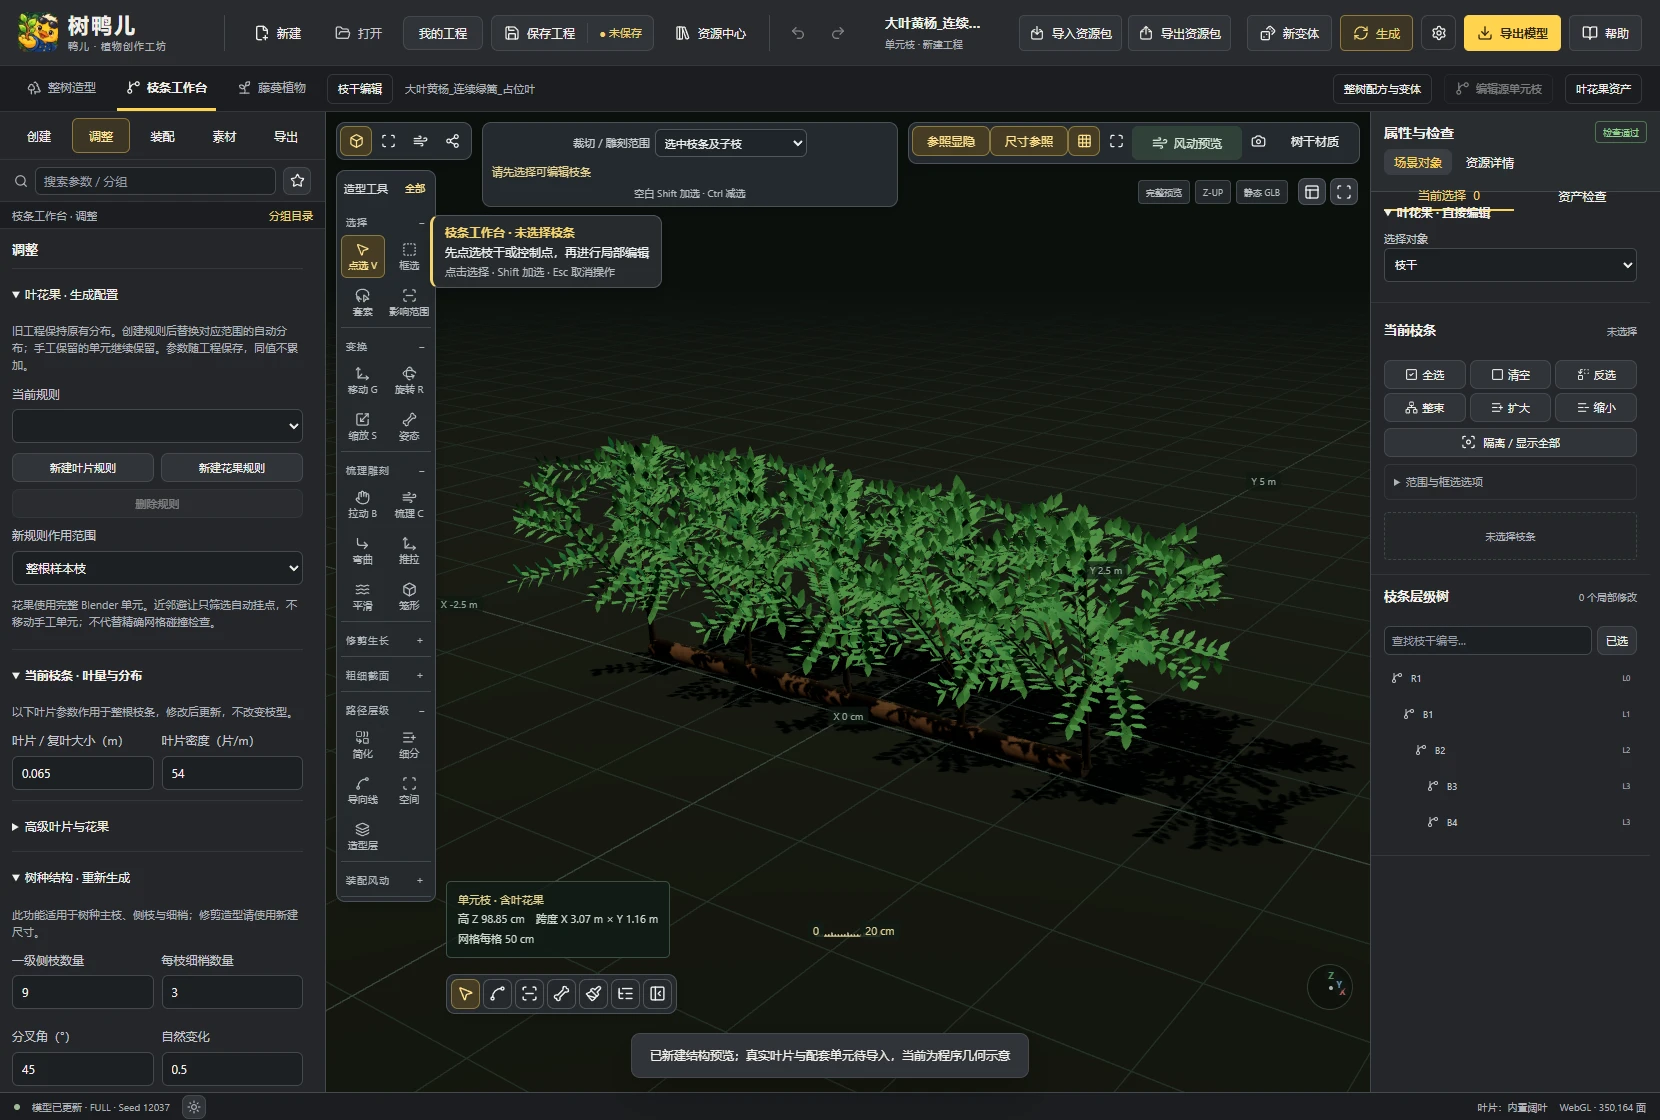 树鸭儿
鸭儿 · 植物创作工坊
新建
打开
我的工程
保存工程
未保存
资源中心
大叶黄杨_连续...
单元枝 · 新建工程
导入资源包
导出资源包
新变体
生成
导出模型
帮助
整树造型
枝条工作台
藤蔓植物
枝干编辑
大叶黄杨_连续绿篱_占位叶
整树配方与变体
编辑源单元枝
叶花果资产
创建
调整
装配
素材
导出
搜索参数 / 分组
枝条工作台 · 调整
分组目录
调整
叶花果 · 生成配置
旧工程保持原有分布。创建规则后替换对应范围的自动分
布；手工保留的单元继续保留。参数随工程保存，同值不累
加。
当前规则
新建叶片规则
新建花果规则
删除规则
新规则作用范围
整根样本枝
花果使用完整 Blender 单元。近邻避让只筛选自动挂点，不
移动手工单元；不代替精确网格碰撞检查。
当前枝条 · 叶量与分布
以下叶片参数作用于整根枝条，修改后更新，不改变枝型。
叶片 / 复叶大小（m）
叶片密度（片/m）
0.065
54
高级叶片与花果
树种结构 · 重新生成
此功能适用于树种主枝、侧枝与细梢；修剪造型请使用新建
尺寸。
一级侧枝数量
每枝细梢数量
9
3
分叉角（°）
自然变化
45
0.5
模型已更新 · FULL · Seed 12037
造型工具
全部
选择
−
点选 V
框选
套索
影响范围
变换
−
移动 G
旋转 R
缩放 S
姿态
梳理雕刻
−
拉动 B
梳理 C
弯曲
推拉
平滑
笼形
修剪生长
+
粗细截面
+
路径层级
−
简化
细分
导向线
空间
造型层
装配风动
+
裁切 / 雕刻范围
选中枝条及子枝
请先选择可编辑枝条
空白 Shift 加选 · Ctrl 减选
枝条工作台 · 未选择枝条
先点选枝干或控制点，再进行局部编辑
点击选择 · Shift 加选 · Esc 取消操作
参照显隐
尺寸参照
风动预览
树干材质
完整预览
Z-UP
静态 GLB
Y 5 m
Y 2.5 m
X -2.5 m
X 0 cm
单元枝 · 含叶花果
高 Z 98.85 cm 跨度 X 3.07 m × Y 1.16 m
网格每格 50 cm
0
20 cm
Z
Y
X
已新建结构预览；真实叶片与配套单元待导入，当前为程序几何示意
属性与检查
检查通过
场景对象
资源详情
当前选择 0
资产检查
叶花果 · 直接编辑
选择对象
枝干
当前枝条
未选择
全选
清空
反选
整束
扩大
缩小
隔离 / 显示全部
范围与框选选项
未选择枝条
枝条层级树
0 个局部修改
查找枝干编号...
已选
R1
L0
B1
L1
B2
L2
B3
L3
B4
L3
叶片：内置阔叶
WebGL · 350,164 面